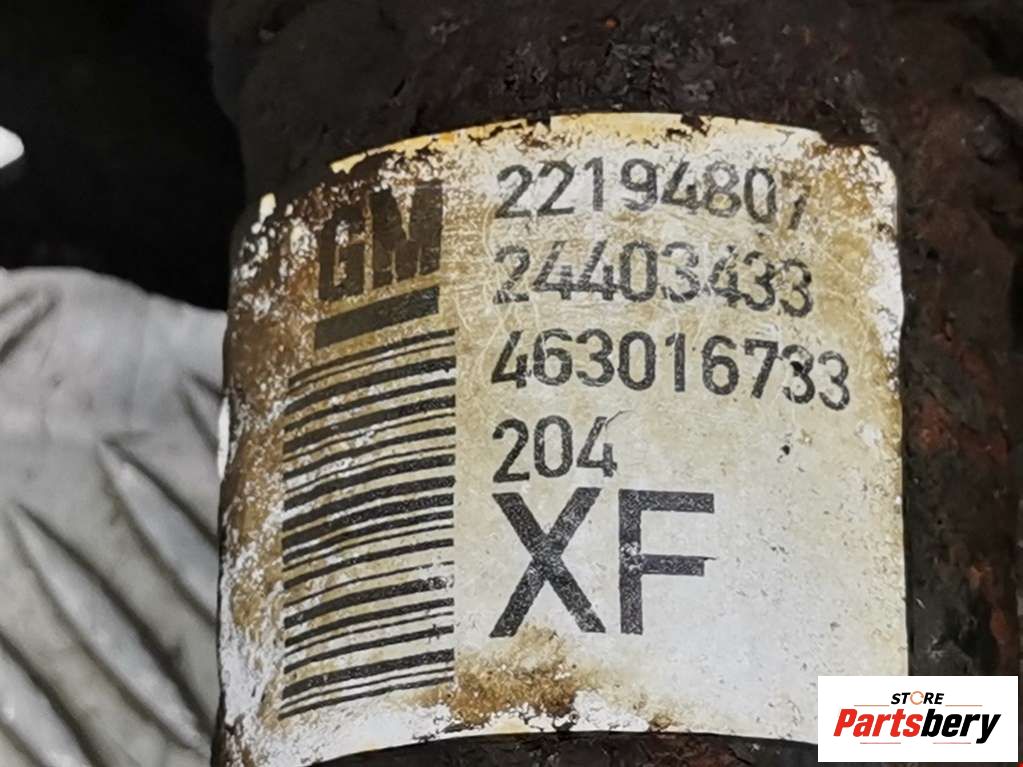 GM
22194807
24403433
463016733
204
XF
STORE
Partsbery